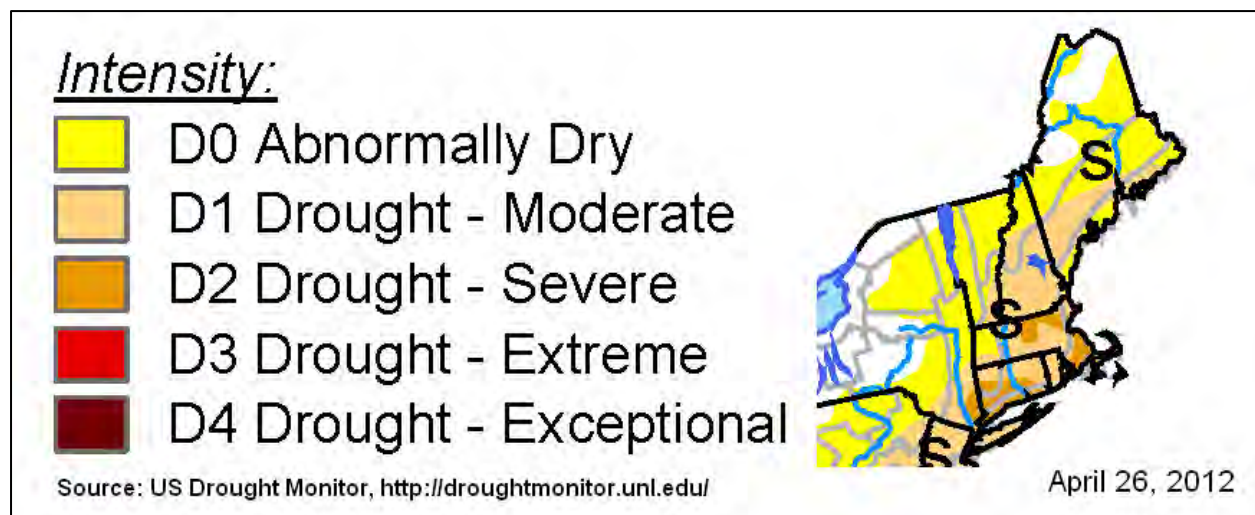 Intensity:
D0 Abnormally Dry
D1 Drought - Moderate
D2 Drought - Severe
D3 Drought - Extreme
D4 Drought - Exceptional
Source: US Drought Monitor, http://droughtmonitor.unl.edu/
S
S
S
April 26, 2012